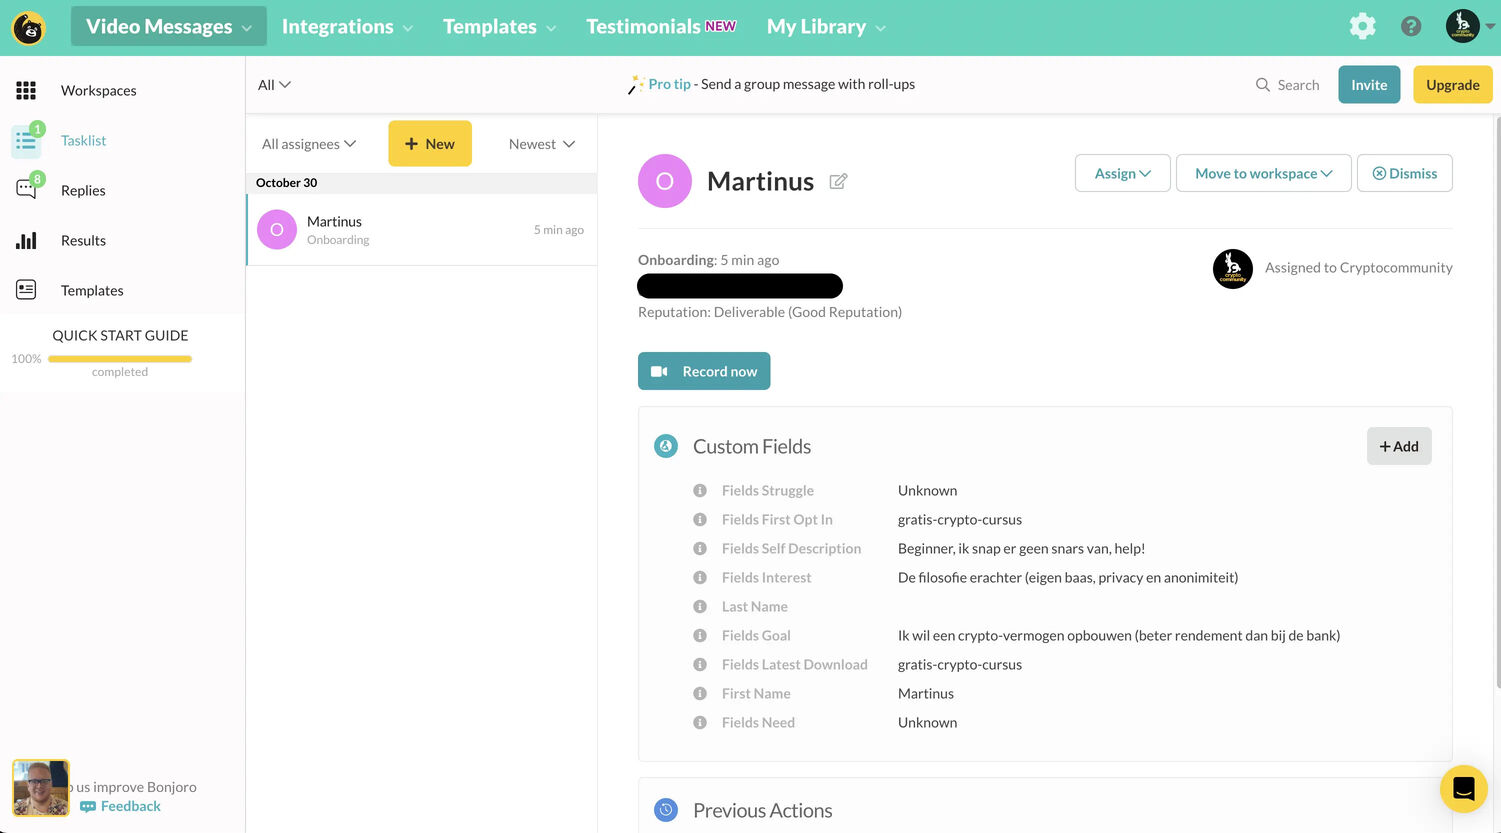 Video Messages
Integrations
Templates
Testimonials NEW
My Library
crypto
community
Workspaces
1
Tasklist
8
Replies
Results
Templates
QUICK START GUIDE
100%
completed
us improve Bonjoro
Feedback
All
Pro tip - Send a group message with roll-ups
Search
Invite
Upgrade
All assignees
+ New
Newest
October 30
O
Martinus
Onboarding
5 min ago
O
Martinus
Assign
Move to workspace
Dismiss
Onboarding: 5 min ago
crypto
community
Assigned to Cryptocommunity
Reputation: Deliverable (Good Reputation)
Record now
Custom Fields
+ Add
Fields Struggle Unknown
Fields First Opt In gratis-crypto-cursus
Fields Self Description Beginner, ik snap er geen snars van, help!
Fields Interest De filosofie erachter (eigen baas, privacy en anonimiteit)
Last Name
Fields Goal Ik wil een crypto-vermogen opbouwen (beter rendement dan bij de bank)
Fields Latest Download gratis-crypto-cursus
First Name Martinus
Fields Need Unknown
Previous Actions